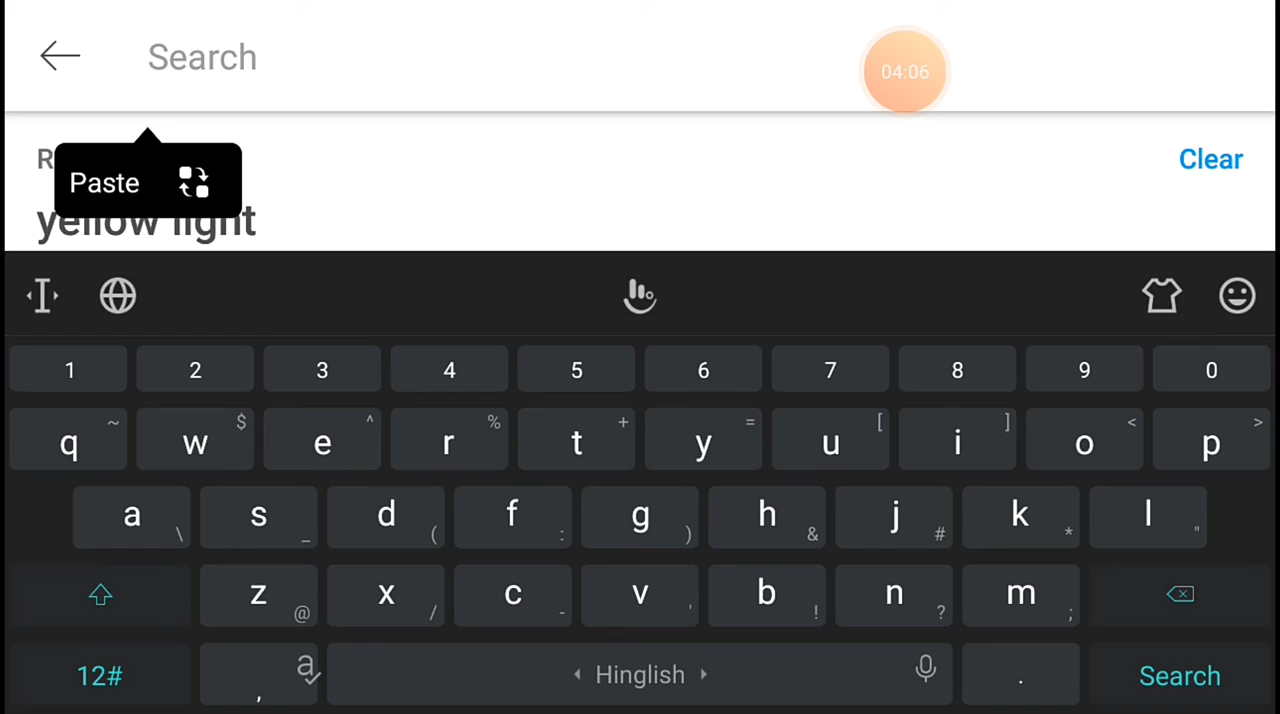 Search
04:06
R
Clear
Paste
yellow light
1 2 3 4 5 6 7 8 9 0
~ $ ^ % + = [ ] < >
q w e r t y u i o p
a s d f g h j k l
\ _ ( : ) & # * "
z x c v b n m
@ / - ' ! ? ;
12# , a Hinglish . Search